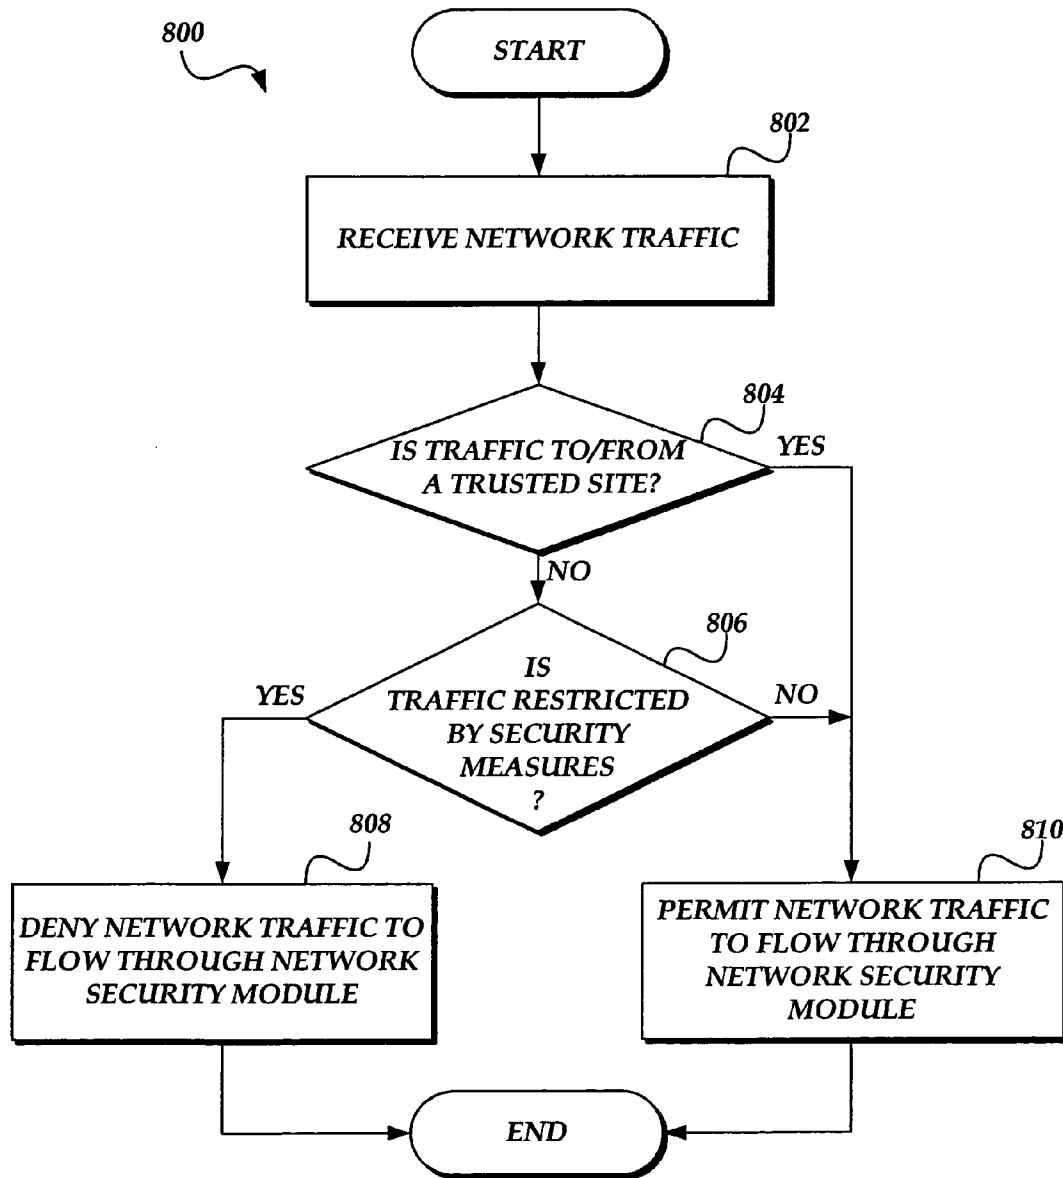 800
START
802
RECEIVE NETWORK TRAFFIC
804
IS TRAFFIC TO/FROM
A TRUSTED SITE?
YES
NO
806
IS
TRAFFIC RESTRICTED
BY SECURITY
MEASURES
?
YES
NO
808
DENY NETWORK TRAFFIC TO
FLOW THROUGH NETWORK
SECURITY MODULE
810
PERMIT NETWORK TRAFFIC
TO FLOW THROUGH
NETWORK SECURITY
MODULE
END